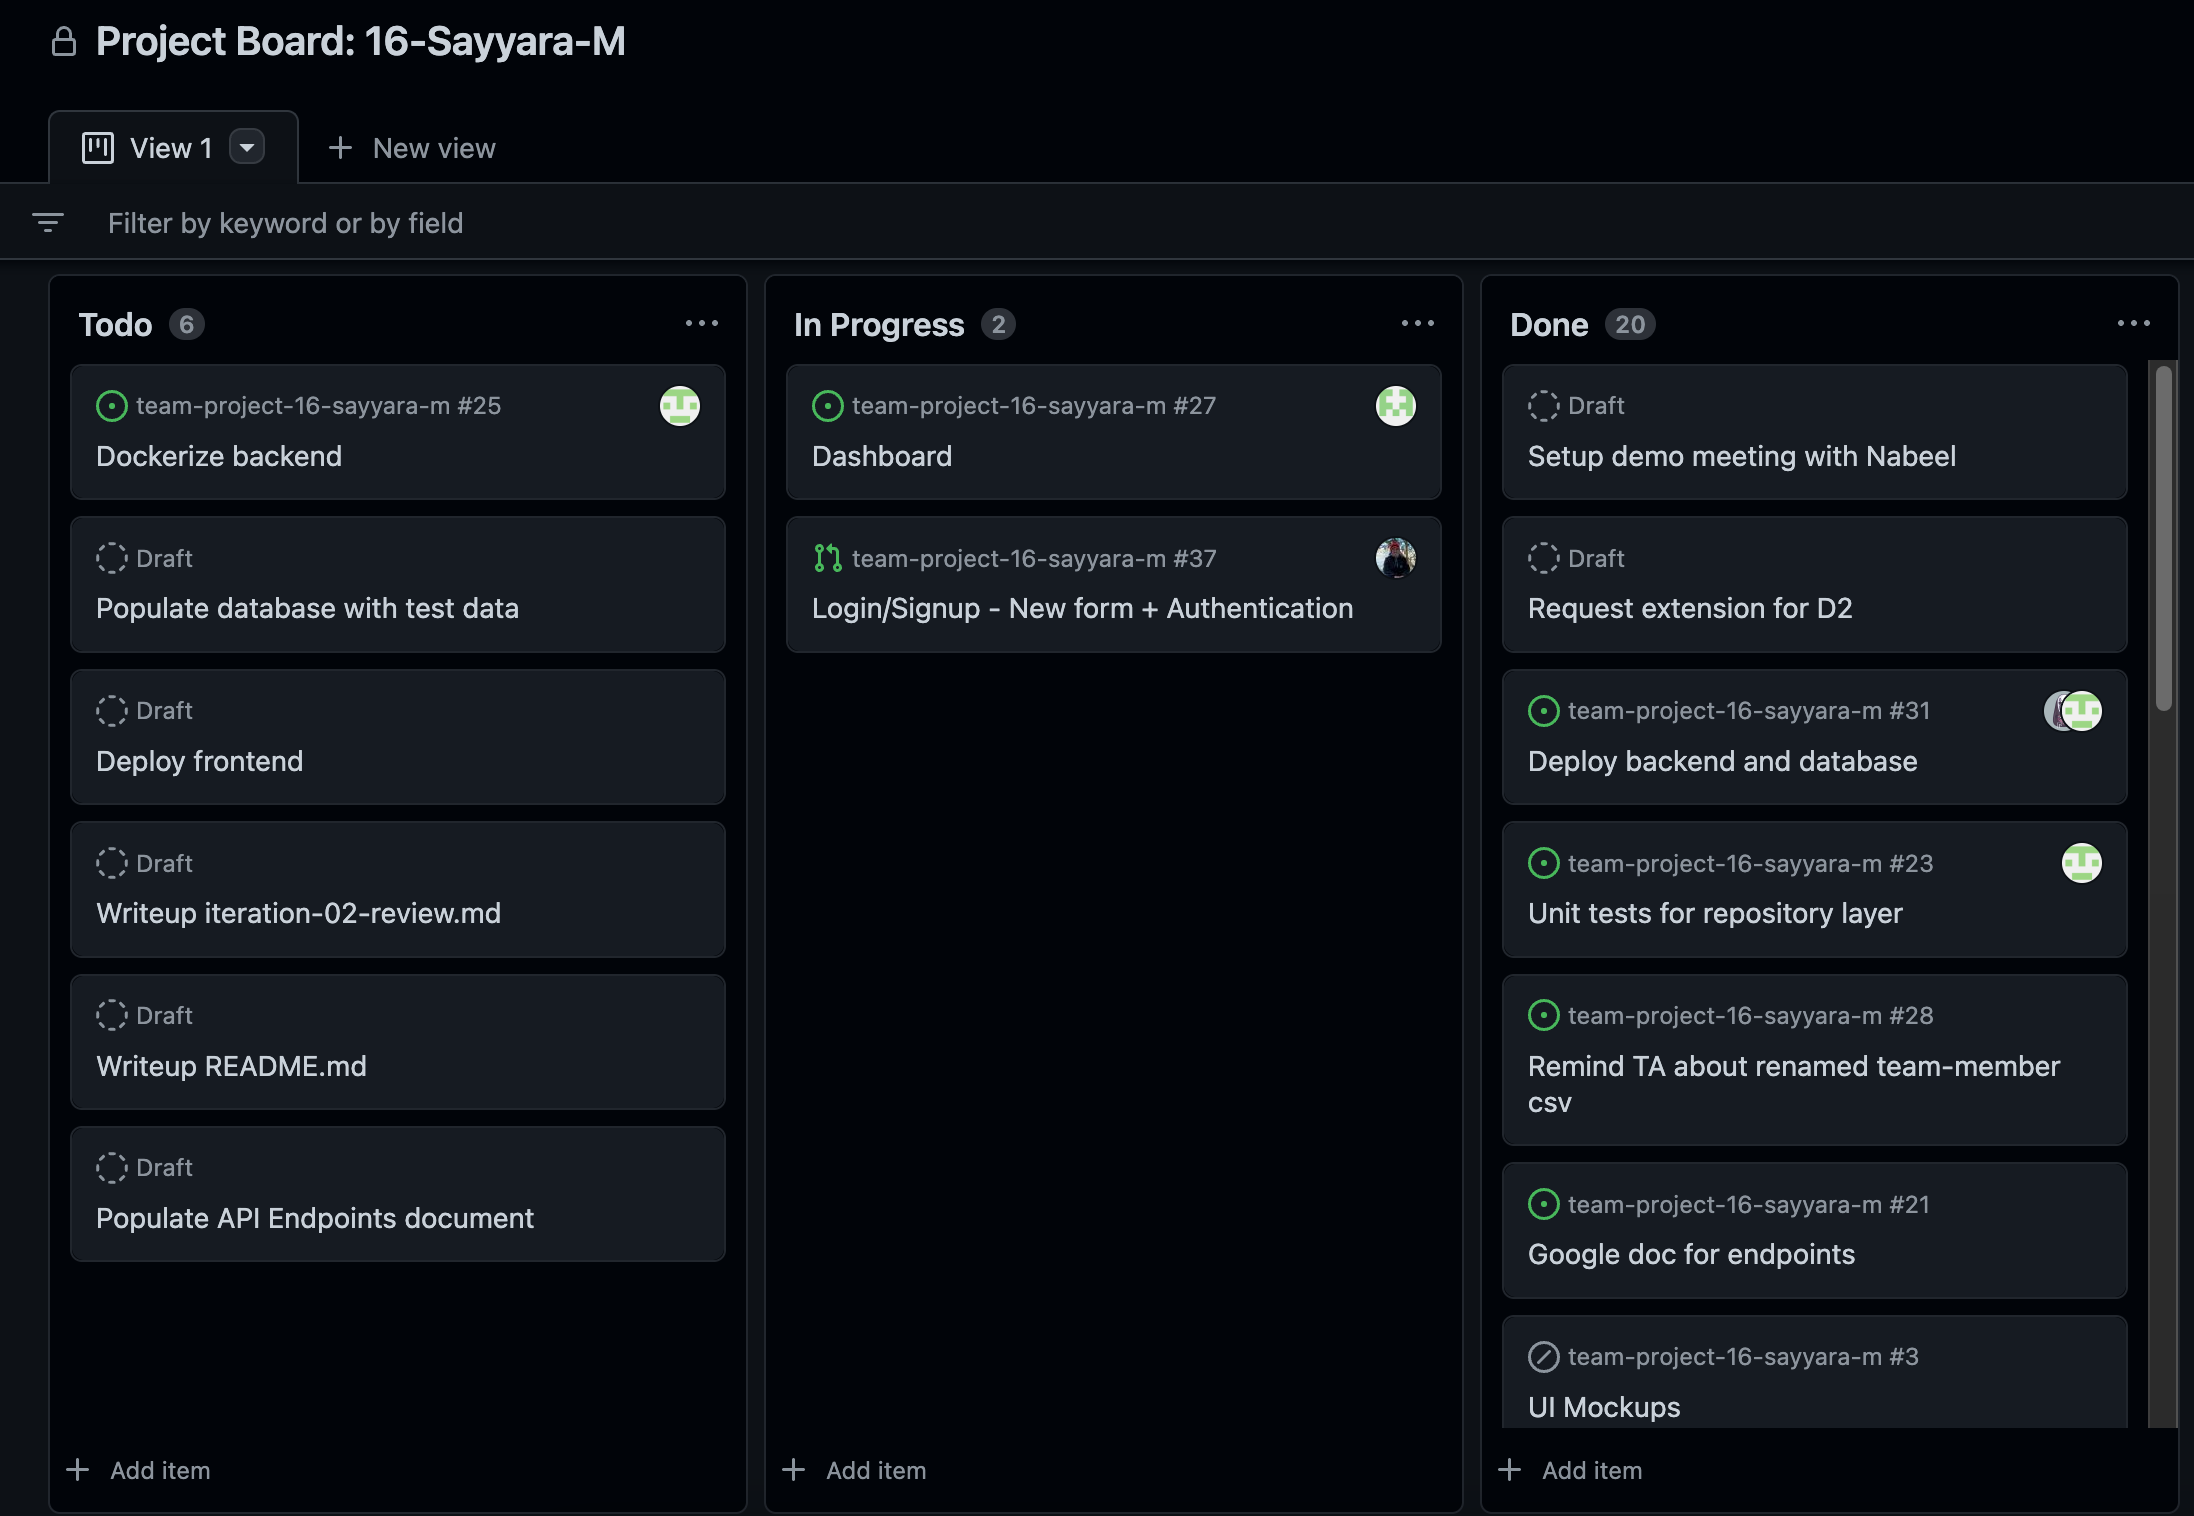 Project Board: 16-Sayyara-M
View 1
New view
Filter by keyword or by field
Todo 6
team-project-16-sayyara-m #25
Dockerize backend
Draft
Populate database with test data
Draft
Deploy frontend
Draft
Writeup iteration-02-review.md
Draft
Writeup README.md
Draft
Populate API Endpoints document
Add item
In Progress 2
team-project-16-sayyara-m #27
Dashboard
team-project-16-sayyara-m #37
Login/Signup - New form + Authentication
Add item
Done 20
Draft
Setup demo meeting with Nabeel
Draft
Request extension for D2
team-project-16-sayyara-m #31
Deploy backend and database
team-project-16-sayyara-m #23
Unit tests for repository layer
team-project-16-sayyara-m #28
Remind TA about renamed team-member
csv
team-project-16-sayyara-m #21
Google doc for endpoints
team-project-16-sayyara-m #3
UI Mockups
Add item